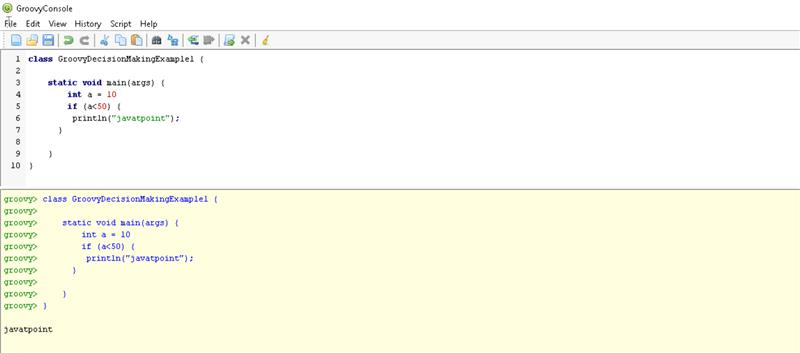 GroovyConsole
File Edit View History Script Help
1 class GroovyDecisionMakingExample1 {
2
3 static void main(args) {
4 int a = 10
5 if (a<50) {
6 println("javatpoint");
7 }
8
9 }
10 }
groovy> class GroovyDecisionMakingExample1 {
groovy>
groovy> static void main(args) {
groovy> int a = 10
groovy> if (a<50) {
groovy> println("javatpoint");
groovy> }
groovy>
groovy> }
groovy> }
javatpoint